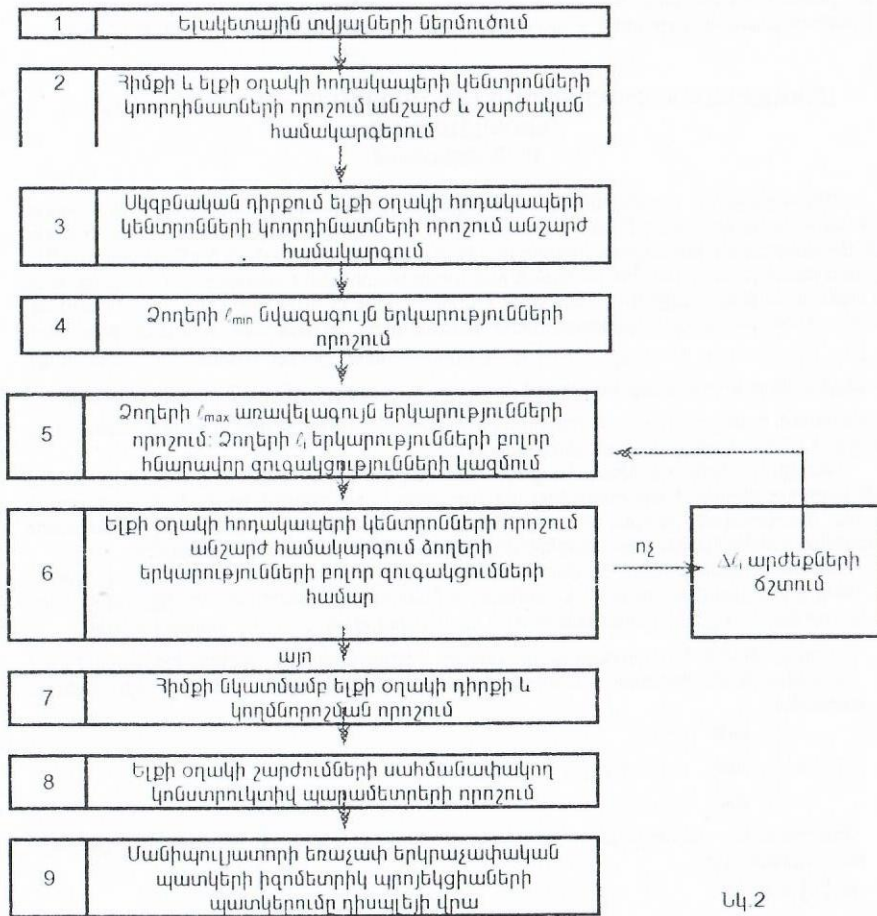 1 Ելակետային տվյալների ներմուծում
2 Հիմքի և ելքի օղակի հոդակապերի կենտրոնների
կոորդինատների որոշում անշարժ և շարժական
համակարգերում
3 Սկզբնական դիրքում ելքի օղակի հոդակապերի
կենտրոնների կոորդինատների որոշում անշարժ
համակարգում
4 Ձողերի ℓmin նվազագույն երկարությունների
որոշում
5 Ձողերի ℓmax առավելագույն երկարությունների
որոշում: Ձողերի ℓi երկարությունների բոլոր
հնարավոր զուգակցությունների կազմում
6 Ելքի օղակի հոդակապերի կենտրոնների որոշում
անշարժ համակարգում ձողերի
երկարությունների բոլոր զուգակցումների
համար
ոչ
Δℓi արժեքների
ճշտում
այո
7 Հիմքի նկատմամբ ելքի օղակի դիրքի և
կողմնորոշման որոշում
8 Ելքի օղակի շարժումների սահմանափակող
կոնստրուկտիվ պարամետրերի որոշում
9 Մանիպուլյատորի եռաչափ երկրաչափական
պատկերի իզոմետրիկ պրոյեկցիաների
պատկերումը դիսպլեյի վրա
Նկ.2